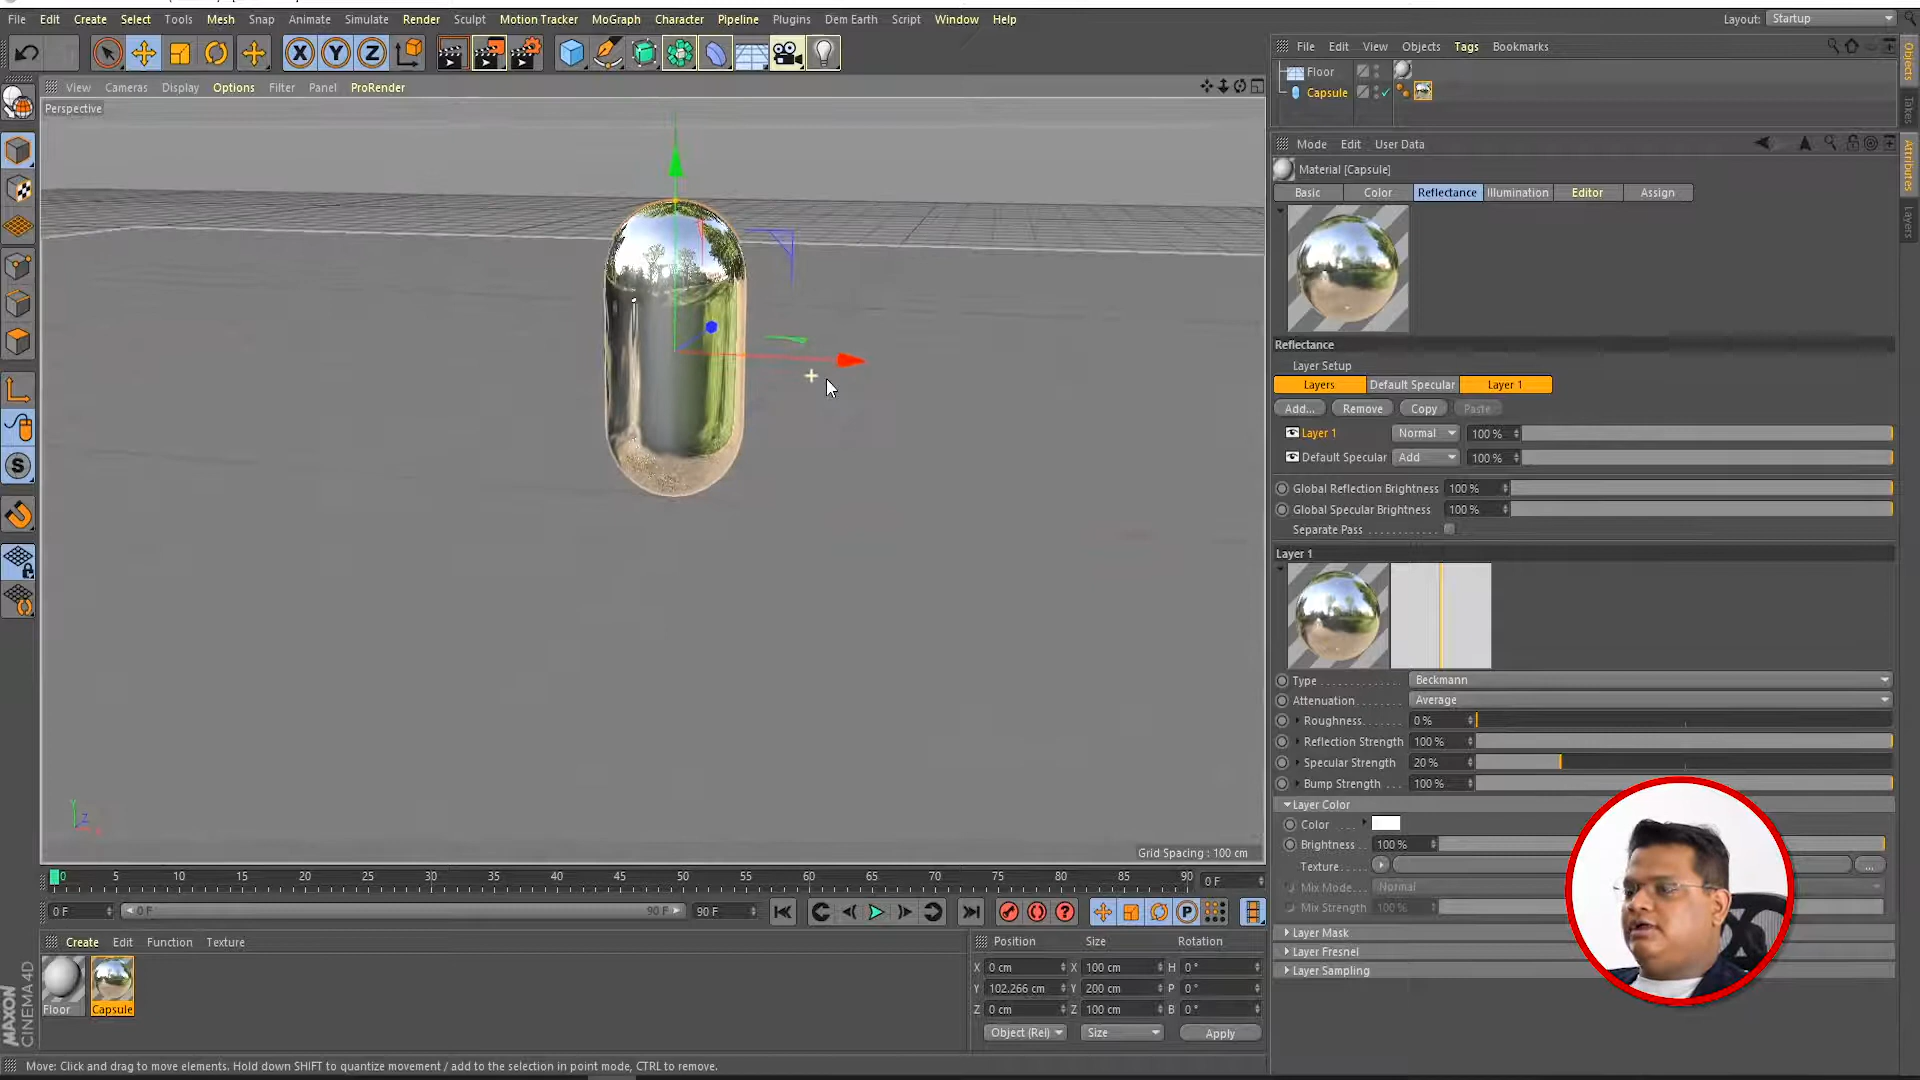 File Edit Create Select Tools Mesh Snap Animate Simulate Render Sculpt Motion Tracker MoGraph Character Pipeline Plugins Dem Earth Script Window Help
Layout: Startup
X Y Z
View Cameras Display Options Filter Panel ProRender
Perspective
File Edit View Objects Tags Bookmarks
Floor
Capsule
Objects
Takes
Attributes
Layers
Mode Edit User Data
Material [Capsule]
Basic Color Reflectance Illumination Editor Assign
Reflectance
Layer Setup
Layers Default Specular Layer 1
Add... Remove Copy Paste
Layer 1 Normal 100 %
Default Specular Add 100 %
Global Reflection Brightness 100 %
Global Specular Brightness 100 %
Separate Pass
Layer 1
Type Beckmann
Attenuation Average
Roughness 0 %
Reflection Strength 100 %
Specular Strength 20 %
Bump Strength 100 %
Layer Color
Color
Brightness 100 %
Texture
Mix Mode Normal
Mix Strength 100 %
Layer Mask
Layer Fresnel
Layer Sampling
S
Y
Z
X
Grid Spacing : 100 cm
0 5 10 15 20 25 30 35 40 45 50 55 60 65 70 75 80 85 90 0 F
0 F 0 F 90 F 90 F
P
Create Edit Function Texture
Floor Capsule
MAXON
CINEMA 4D
Position Size Rotation
X 0 cm X 100 cm H 0 °
Y 102.266 cm Y 200 cm P 0 °
Z 0 cm Z 100 cm B 0 °
Object (Rel) Size Apply
Move: Click and drag to move elements. Hold down SHIFT to quantize movement / add to the selection in point mode, CTRL to remove.